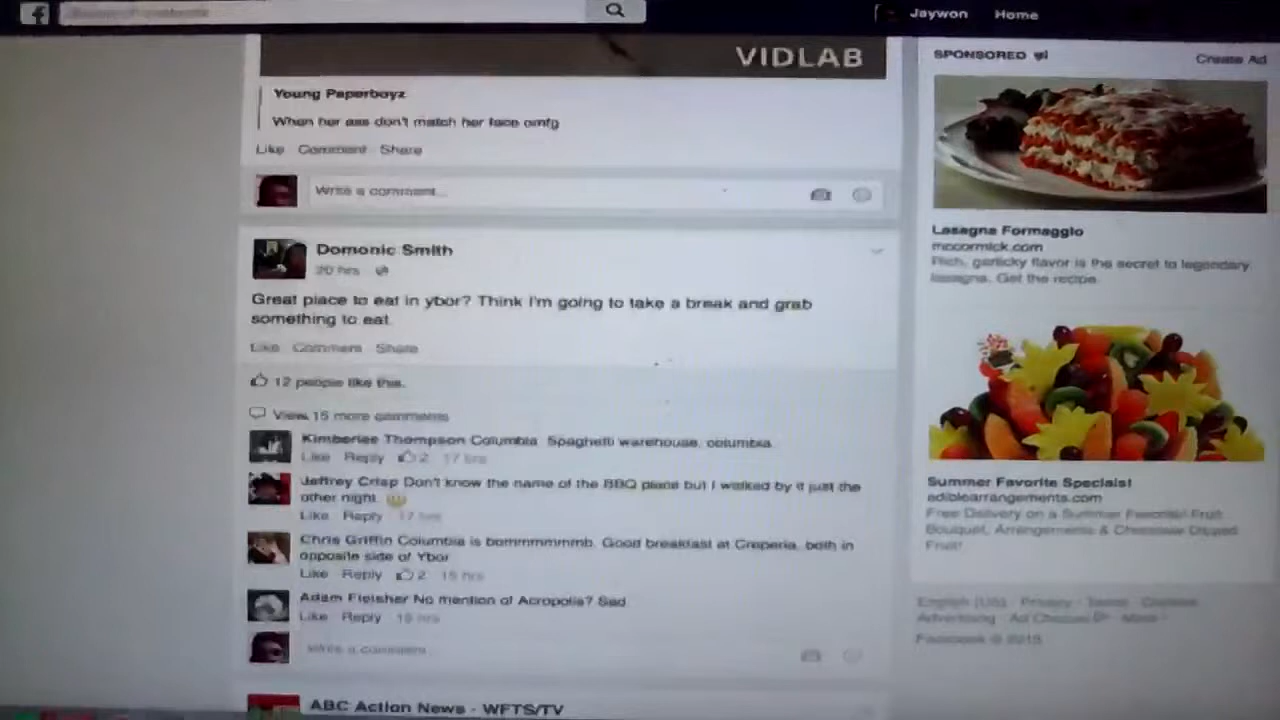 Jaywon Home
VIDLAB
Young Paperboyz
When her ass don't match her face omfg
Like Comment Share
Write a comment...
Domonic Smith
20 hrs
Great place to eat in ybor? Think I'm going to take a break and grab
something to eat.
Like Comment Share
12 people like this.
View 15 more comments
Kimberlee Thompson Columbia. Spaghetti warehouse, columbia.
Like Reply 2 17 hrs
Jeffrey Crisp Don't know the name of the BBQ place but I walked by it just the
other night.
Like Reply 17 hrs
Chris Griffin Columbia is bommmmmmb. Good breakfast at Creperia, both in
opposite side of Ybor
Like Reply 2 15 hrs
Adam Fleisher No mention of Acropolis? Sad
Like Reply
Write a comment...
ABC Action News - WFTS/TV
SPONSORED Create Ad
Lasagna Formaggio
mccormick.com
Rich, garlicky flavor is the secret to legendary
lasagna. Get the recipe.
Summer Favorite Specials!
ediblearrangements.com
Free Delivery on a Summer Favorite! Fruit
Bouquet, Arrangements & Chocolate Dipped
Fruit!
English (US) · Privacy · Terms · Cookies
Advertising · Ad Choices · More
Facebook © 2015